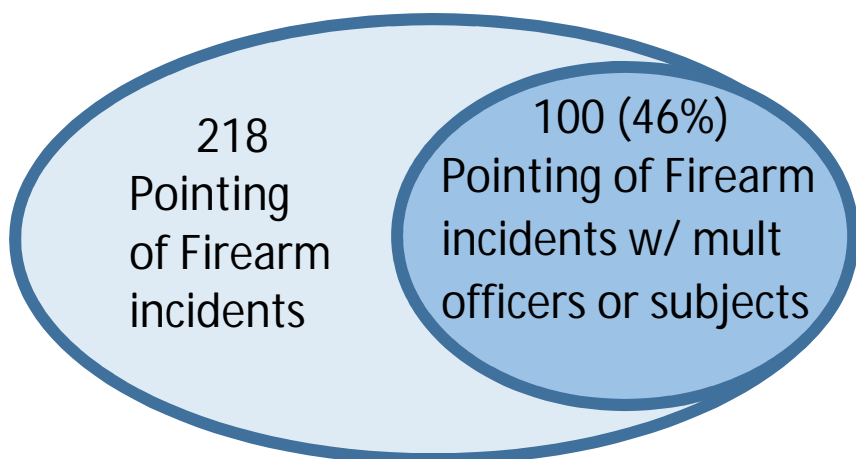 218
Pointing
of Firearm
incidents
100 (46%)
Pointing of Firearm
incidents w/ mult
officers or subjects